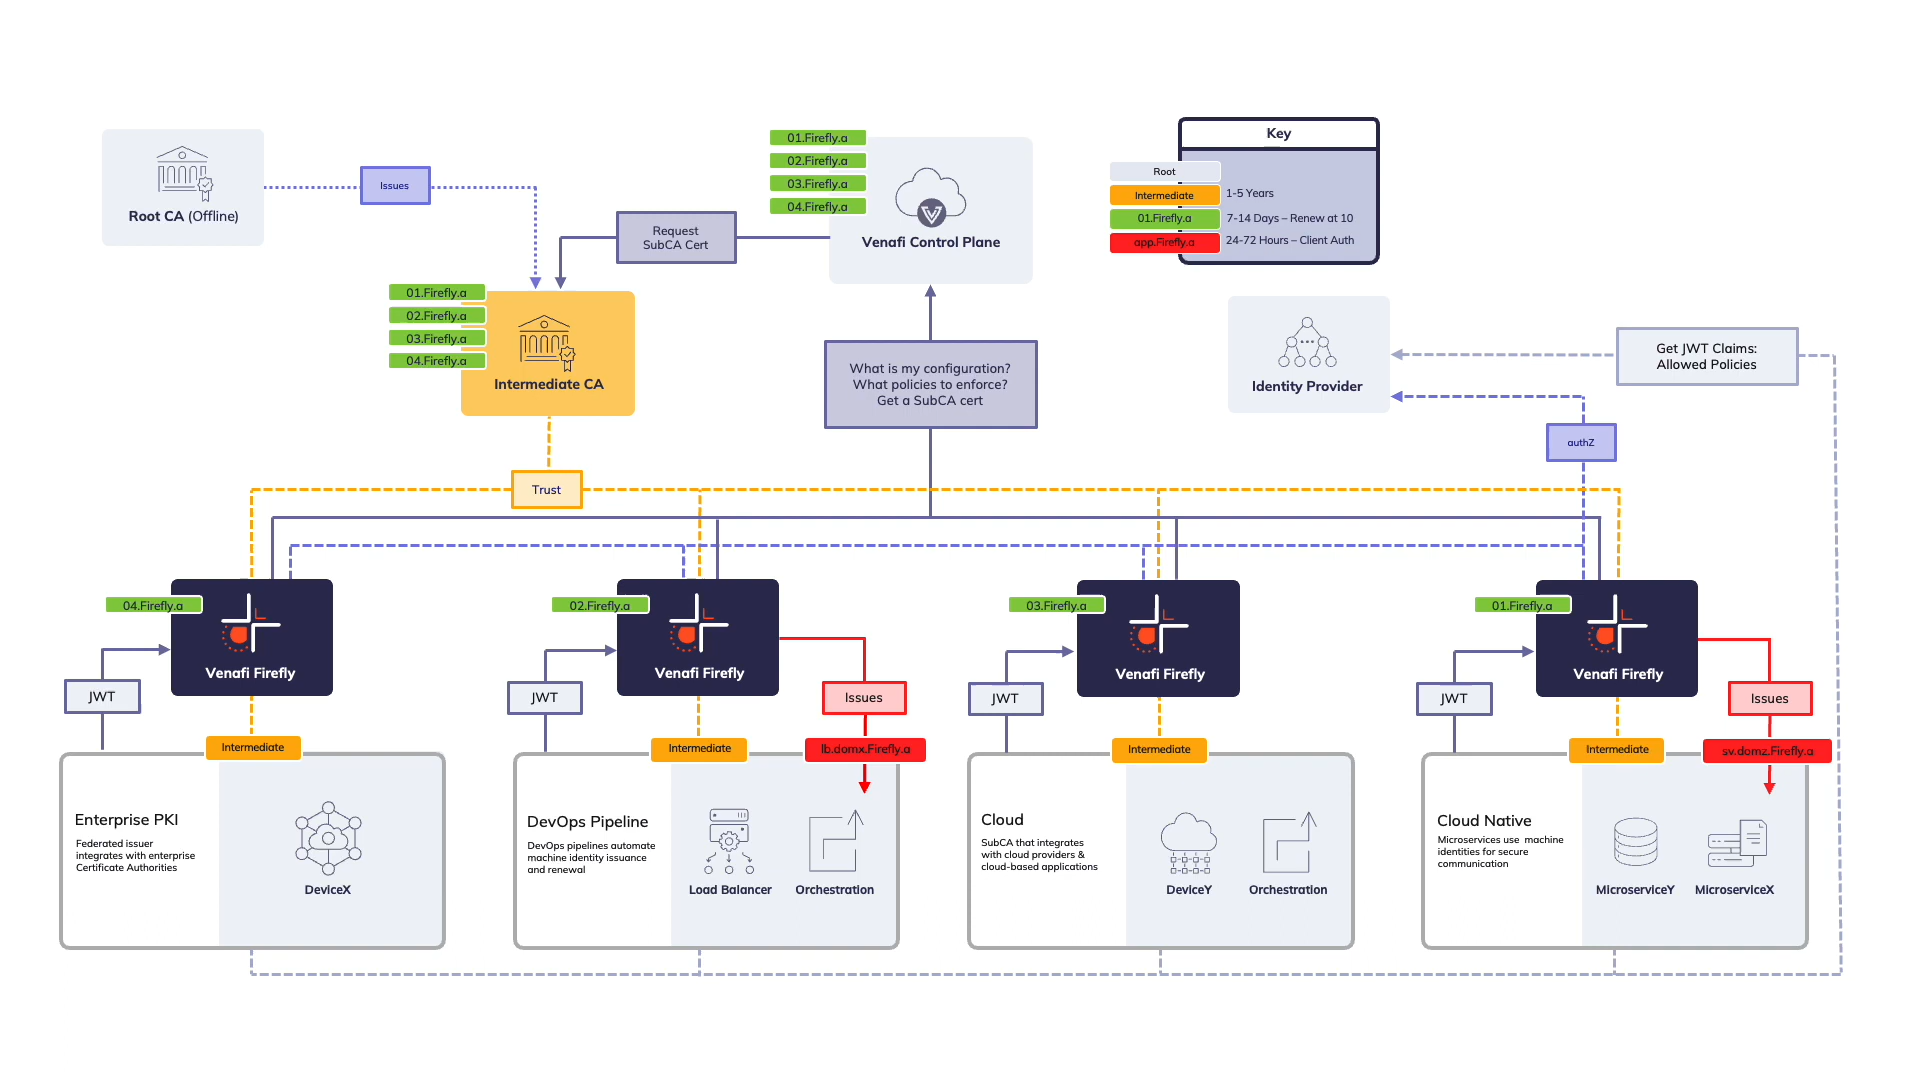 Root CA (Offline)
Issues
Request
SubCA Cert
01.Firefly.a
02.Firefly.a
03.Firefly.a
04.Firefly.a
Venafi Control Plane
Key
Root
Intermediate
1-5 Years
01.Firefly.a
7-14 Days – Renew at 10
app.Firefly.a
24-72 Hours – Client Auth
01.Firefly.a
02.Firefly.a
03.Firefly.a
04.Firefly.a
Intermediate CA
What is my configuration?
What policies to enforce?
Get a SubCA cert
Identity Provider
Get JWT Claims:
Allowed Policies
authZ
Trust
04.Firefly.a
Venafi Firefly
JWT
Intermediate
Enterprise PKI
Federated issuer
integrates with enterprise
Certificate Authorities
DeviceX
02.Firefly.a
Venafi Firefly
JWT
Issues
Intermediate
lb.domx.Firefly.a
DevOps Pipeline
DevOps pipelines automate
machine identity issuance
and renewal
Load Balancer
Orchestration
03.Firefly.a
Venafi Firefly
JWT
Intermediate
Cloud
SubCA that integrates
with cloud providers &
cloud-based applications
DeviceY
Orchestration
01.Firefly.a
Venafi Firefly
JWT
Issues
Intermediate
sv.domz.Firefly.a
Cloud Native
Microservices use machine
identities for secure
communication
MicroserviceY
MicroserviceX